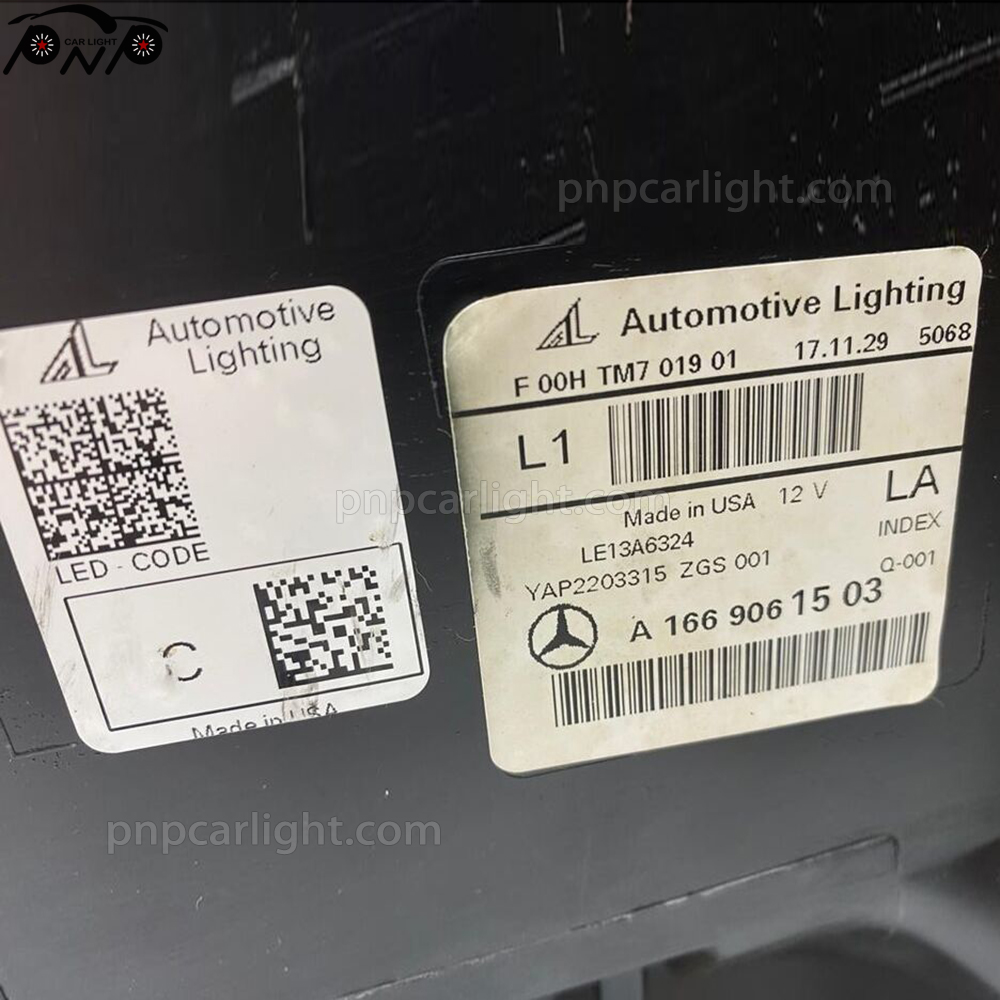 PNP
CAR LIGHT
pnpcarlight.com
Automotive
Lighting
LED - CODE
C
Made in USA
Automotive Lighting
F 00H TM7 019 01 17.11.29 5068
L1
pnpcarlight.com
Made in USA 12 V
LA
LE13A6324
INDEX
YAP2203315 ZGS 001
Q-001
A 166 906 15 03
pnpcarlight.com